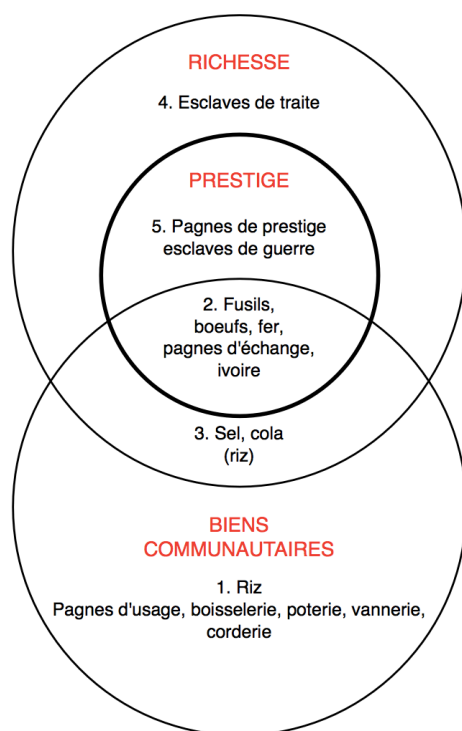 RICHESSE
4. Esclaves de traite
PRESTIGE
5. Pagnes de prestige
esclaves de guerre
2. Fusils,
boeufs, fer,
pagnes d'échange,
ivoire
3. Sel, cola
(riz)
BIENS
COMMUNAUTAIRES
1. Riz
Pagnes d'usage, boissellerie, poterie, vannerie,
corderie